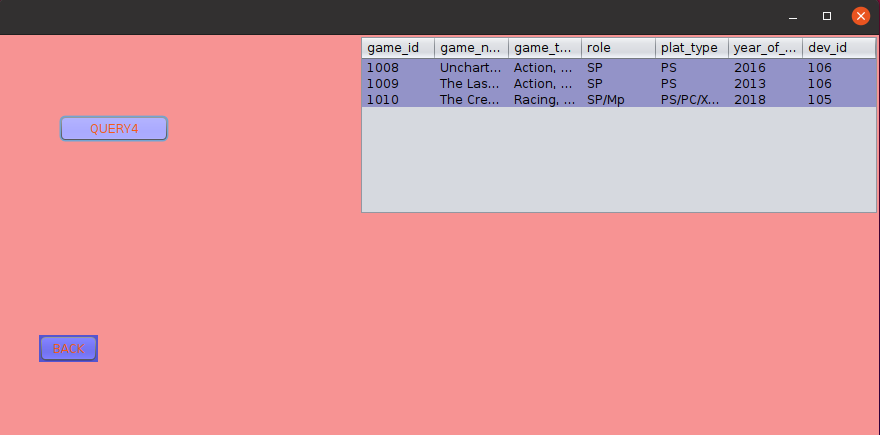 game_id game_n... game_t... role plat_type year_of_... dev_id
1008 Unchart... Action, ... SP PS 2016 106
1009 The Las... Action, ... SP PS 2013 106
1010 The Cre... Racing, ... SP/Mp PS/PC/X... 2018 105
QUERY4
BACK